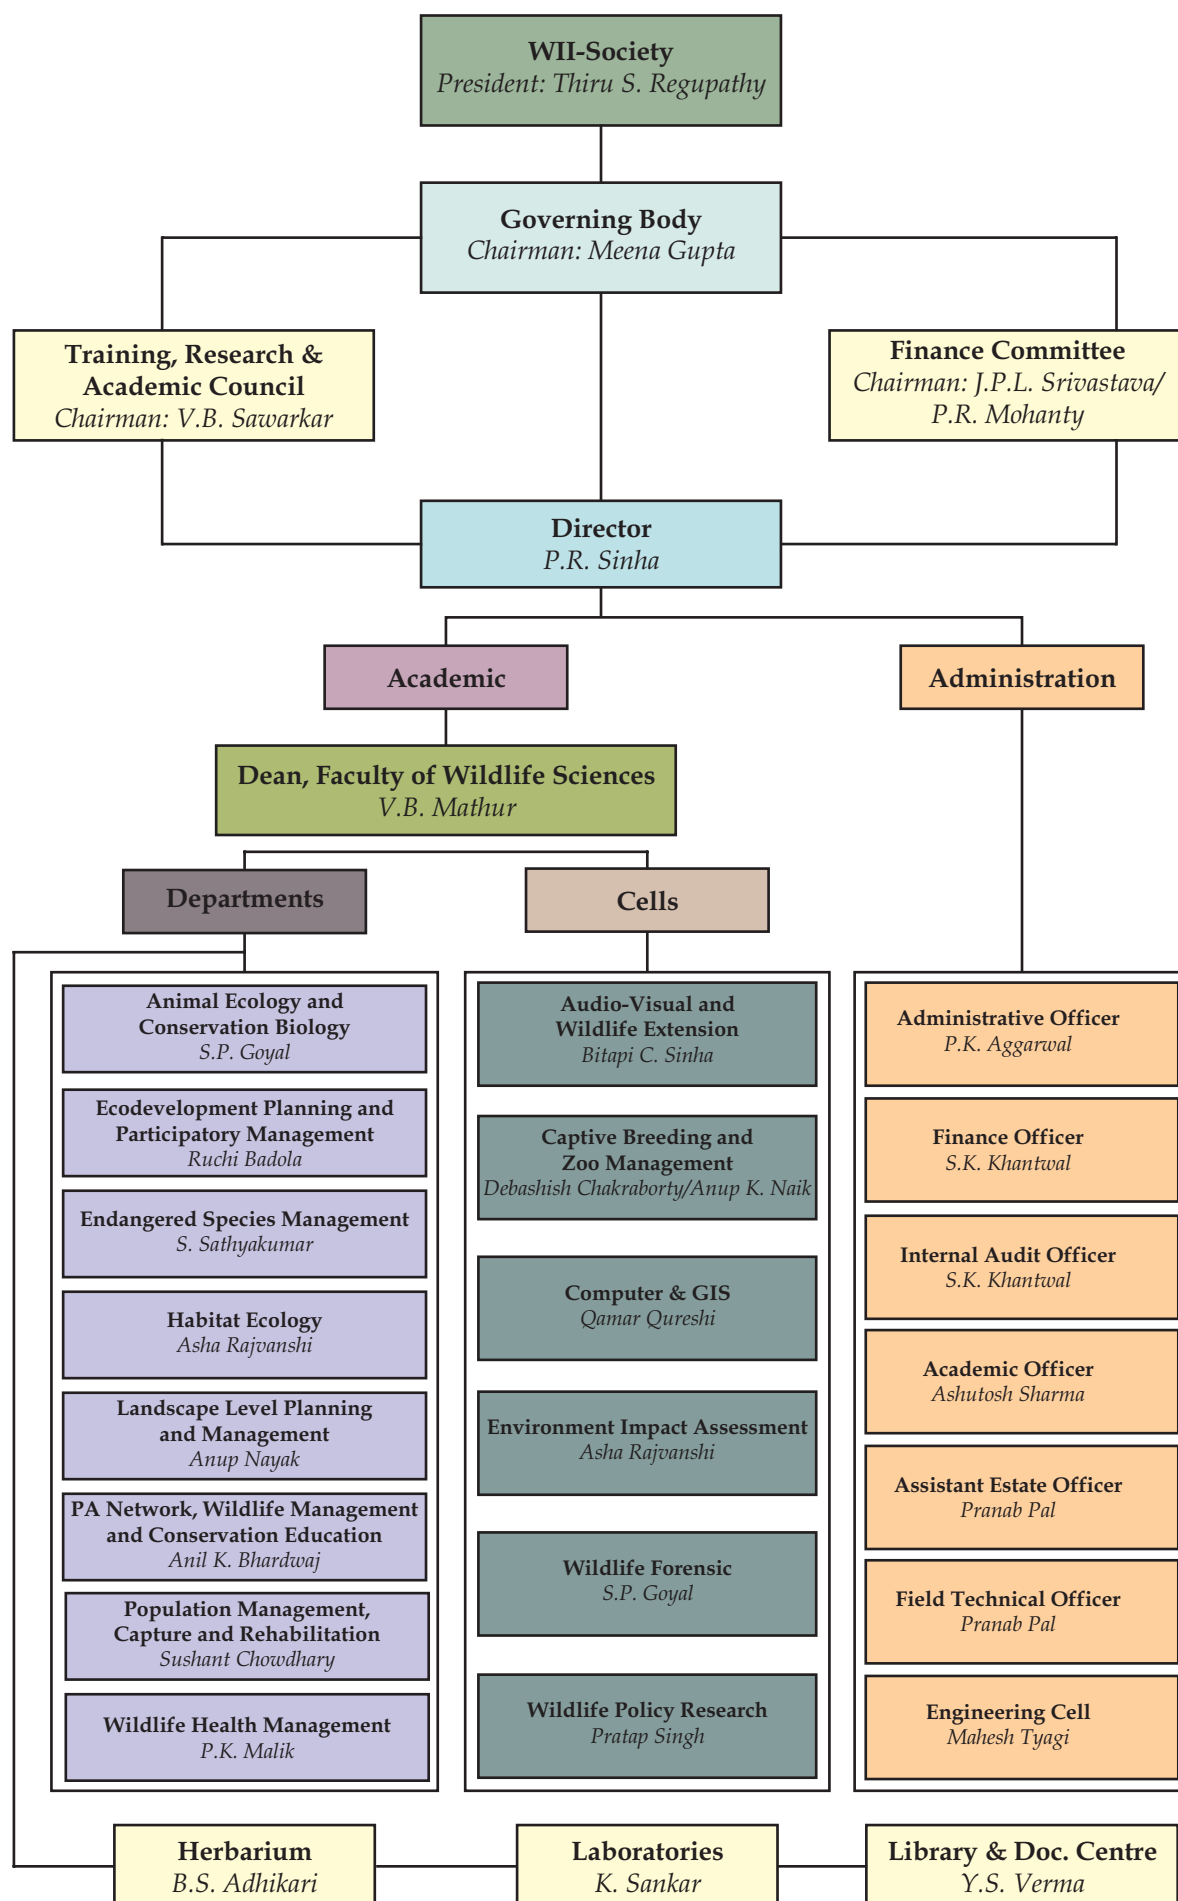 WII-Society
President: Thiru S. Regupathy
Governing Body
Chairman: Meena Gupta
Training, Research &
Academic Council
Chairman: V.B. Sawarkar
Finance Committee
Chairman: J.P.L. Srivastava/
P.R. Mohanty
Director
P.R. Sinha
Academic
Administration
Dean, Faculty of Wildlife Sciences
V.B. Mathur
Departments
Cells
Animal Ecology and
Conservation Biology
S.P. Goyal
Ecodevelopment Planning and
Participatory Management
Ruchi Badola
Endangered Species Management
S. Sathyakumar
Habitat Ecology
Asha Rajvanshi
Landscape Level Planning
and Management
Anup Nayak
PA Network, Wildlife Management
and Conservation Education
Anil K. Bhardwaj
Population Management,
Capture and Rehabilitation
Sushant Chowdhary
Wildlife Health Management
P.K. Malik
Audio-Visual and
Wildlife Extension
Bitapi C. Sinha
Captive Breeding and
Zoo Management
Debashish Chakraborty/Anup K. Naik
Computer & GIS
Qamar Qureshi
Environment Impact Assessment
Asha Rajvanshi
Wildlife Forensic
S.P. Goyal
Wildlife Policy Research
Pratap Singh
Administrative Officer
P.K. Aggarwal
Finance Officer
S.K. Khantwal
Internal Audit Officer
S.K. Khantwal
Academic Officer
Ashutosh Sharma
Assistant Estate Officer
Pranab Pal
Field Technical Officer
Pranab Pal
Engineering Cell
Mahesh Tyagi
Herbarium
B.S. Adhikari
Laboratories
K. Sankar
Library & Doc. Centre
Y.S. Verma